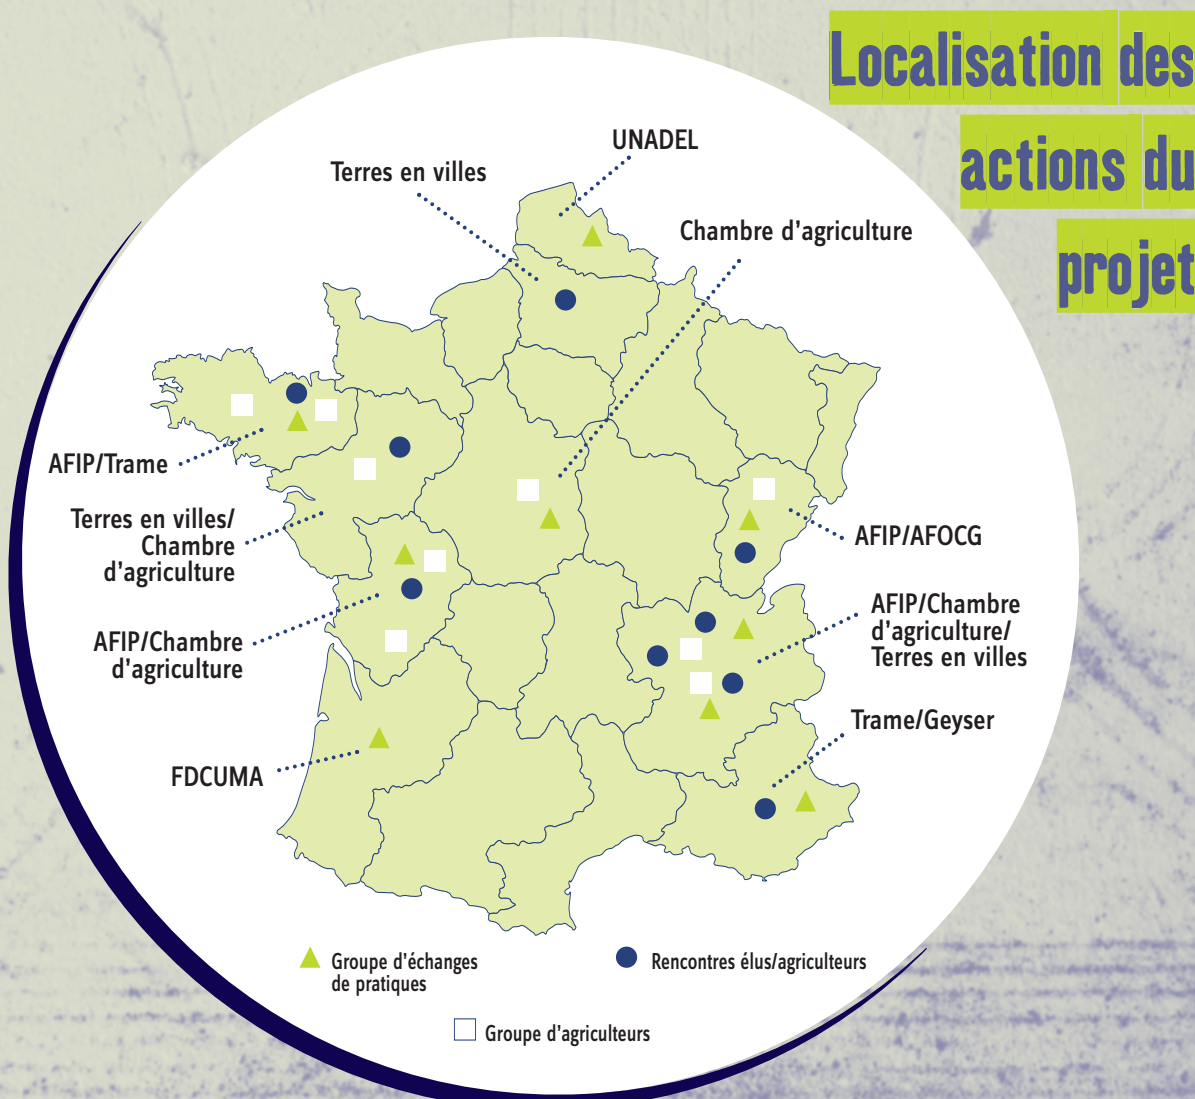 Localisation des
actions du
projet
UNADEL
Terres en villes
Chambre d'agriculture
AFIP/Trame
Terres en villes/
Chambre
d'agriculture
AFIP/AFOCG
AFIP/Chambre
d'agriculture/
Terres en villes
AFIP/Chambre
d'agriculture
Trame/Geyser
FDCUMA
Groupe d'échanges
de pratiques
Rencontres élus/agriculteurs
Groupe d'agriculteurs